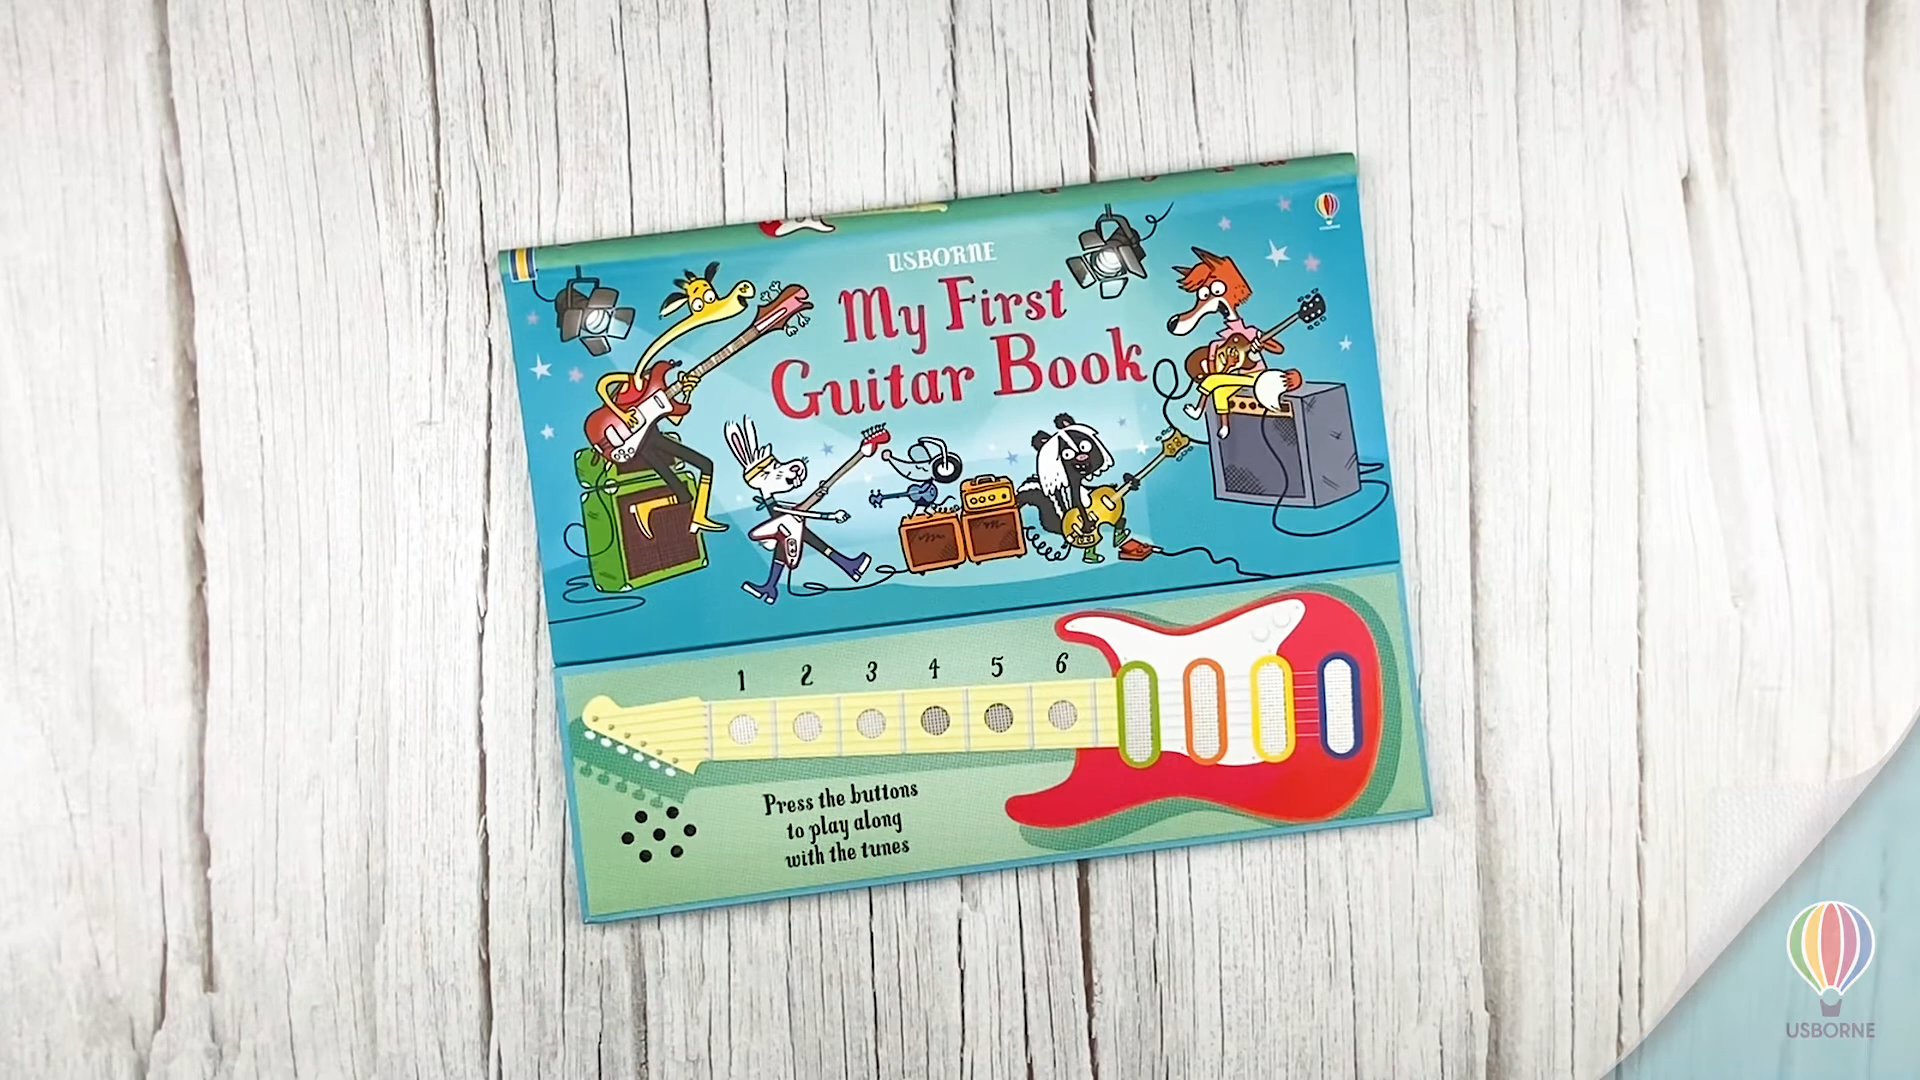 USBORNE
My First
Guitar Book
1 2 3 4 5 6
Press the buttons
to play along
with the tunes
USBORNE